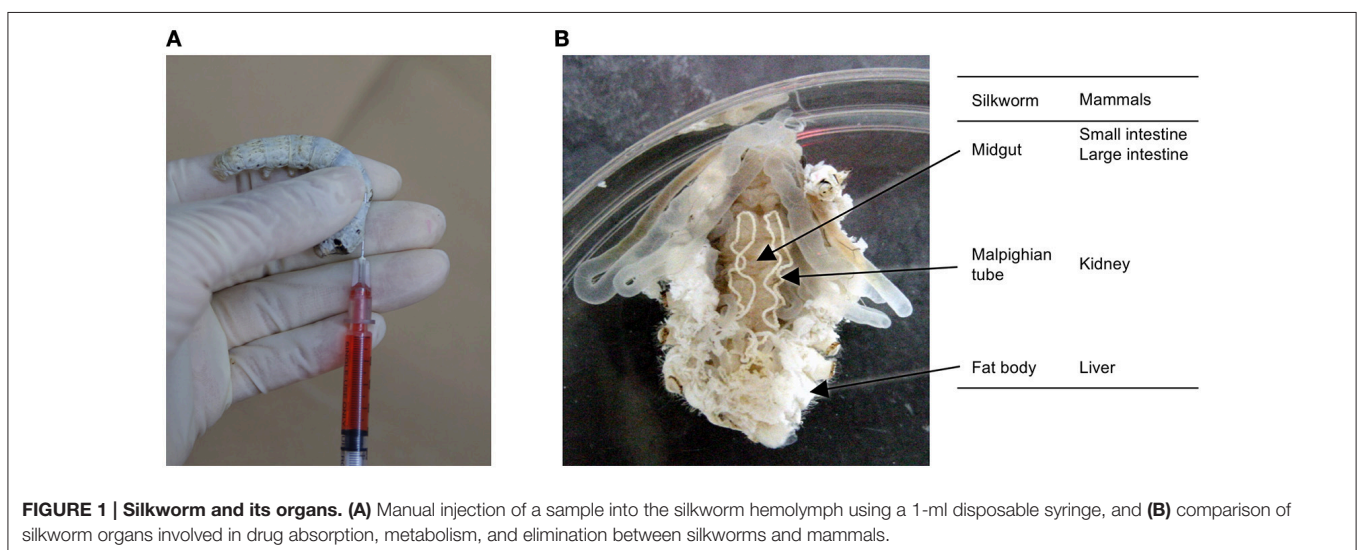 A
B
Silkworm Mammals
Midgut Small intestine
Large intestine
Malpighian
tube Kidney
Fat body Liver
FIGURE 1 | Silkworm and its organs. (A) Manual injection of a sample into the silkworm hemolymph using a 1-ml disposable syringe, and (B) comparison of
silkworm organs involved in drug absorption, metabolism, and elimination between silkworms and mammals.